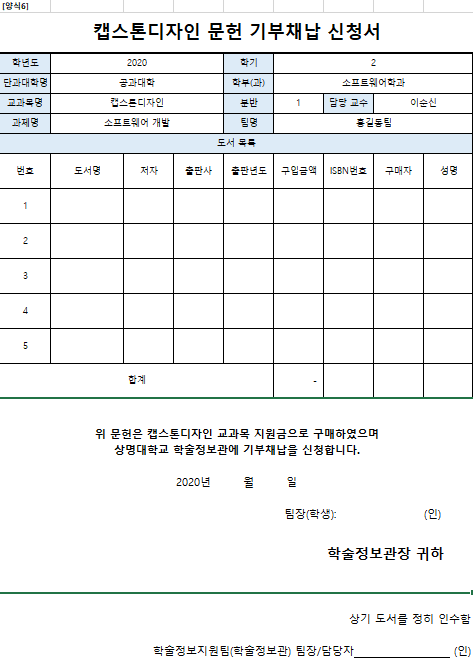 [양식6]
캡스톤디자인 문헌 기부채납 신청서
학년도 2020 학기 2
단과대학명 공과대학 학부(과) 소프트웨어학과
교과목명 캡스톤디자인 분반 1 담당 교수 이순신
과제명 소프트웨어 개발 팀명 홍길동팀
도서 목록
번호 도서명 저자 출판사 출판년도 구입금액 ISBN번호 구매자 성명
1
2
3
4
5
합계 -
위 문헌은 캡스톤디자인 교과목 지원금으로 구매하였으며
상명대학교 학술정보관에 기부채납을 신청합니다.
2020년 월 일
팀장(학생): (인)
학술정보관장 귀하
상기 도서를 정히 인수함
학술정보지원팀(학술정보관) 팀장/담당자 (인)